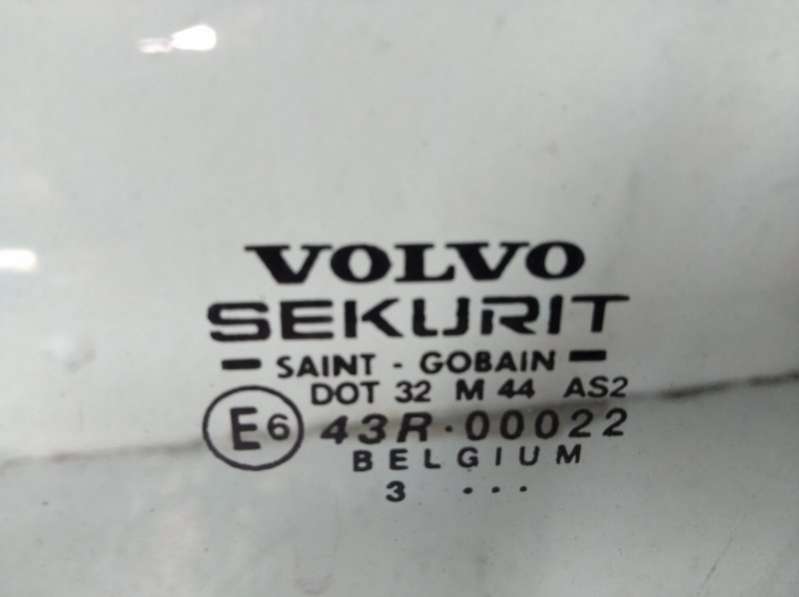 VOLVO
SEKURIT
- SAINT - GOBAIN -
DOT 32 M 44 AS2
E6 43R·00022
BELGIUM
3 ...